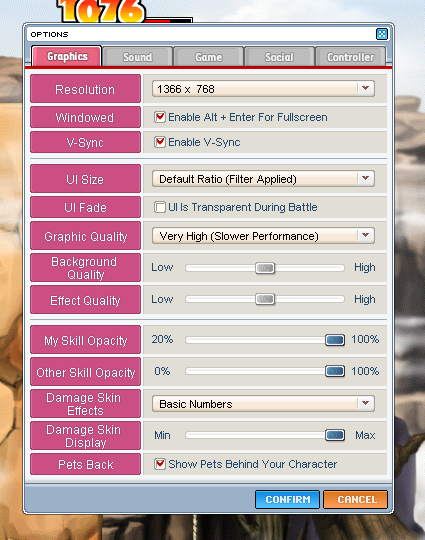 1076
OPTIONS
Graphics Sound Game Social Controller
Resolution 1366 x 768
Windowed Enable Alt + Enter For Fullscreen
V-Sync Enable V-Sync
UI Size Default Ratio (Filter Applied)
UI Fade UI Is Transparent During Battle
Graphic Quality Very High (Slower Performance)
Background
Quality
Low High
Effect Quality Low High
My Skill Opacity 20% 100%
Other Skill Opacity 0% 100%
Damage Skin
Effects
Basic Numbers
Damage Skin
Display
Min Max
Pets Back Show Pets Behind Your Character
CONFIRM CANCEL